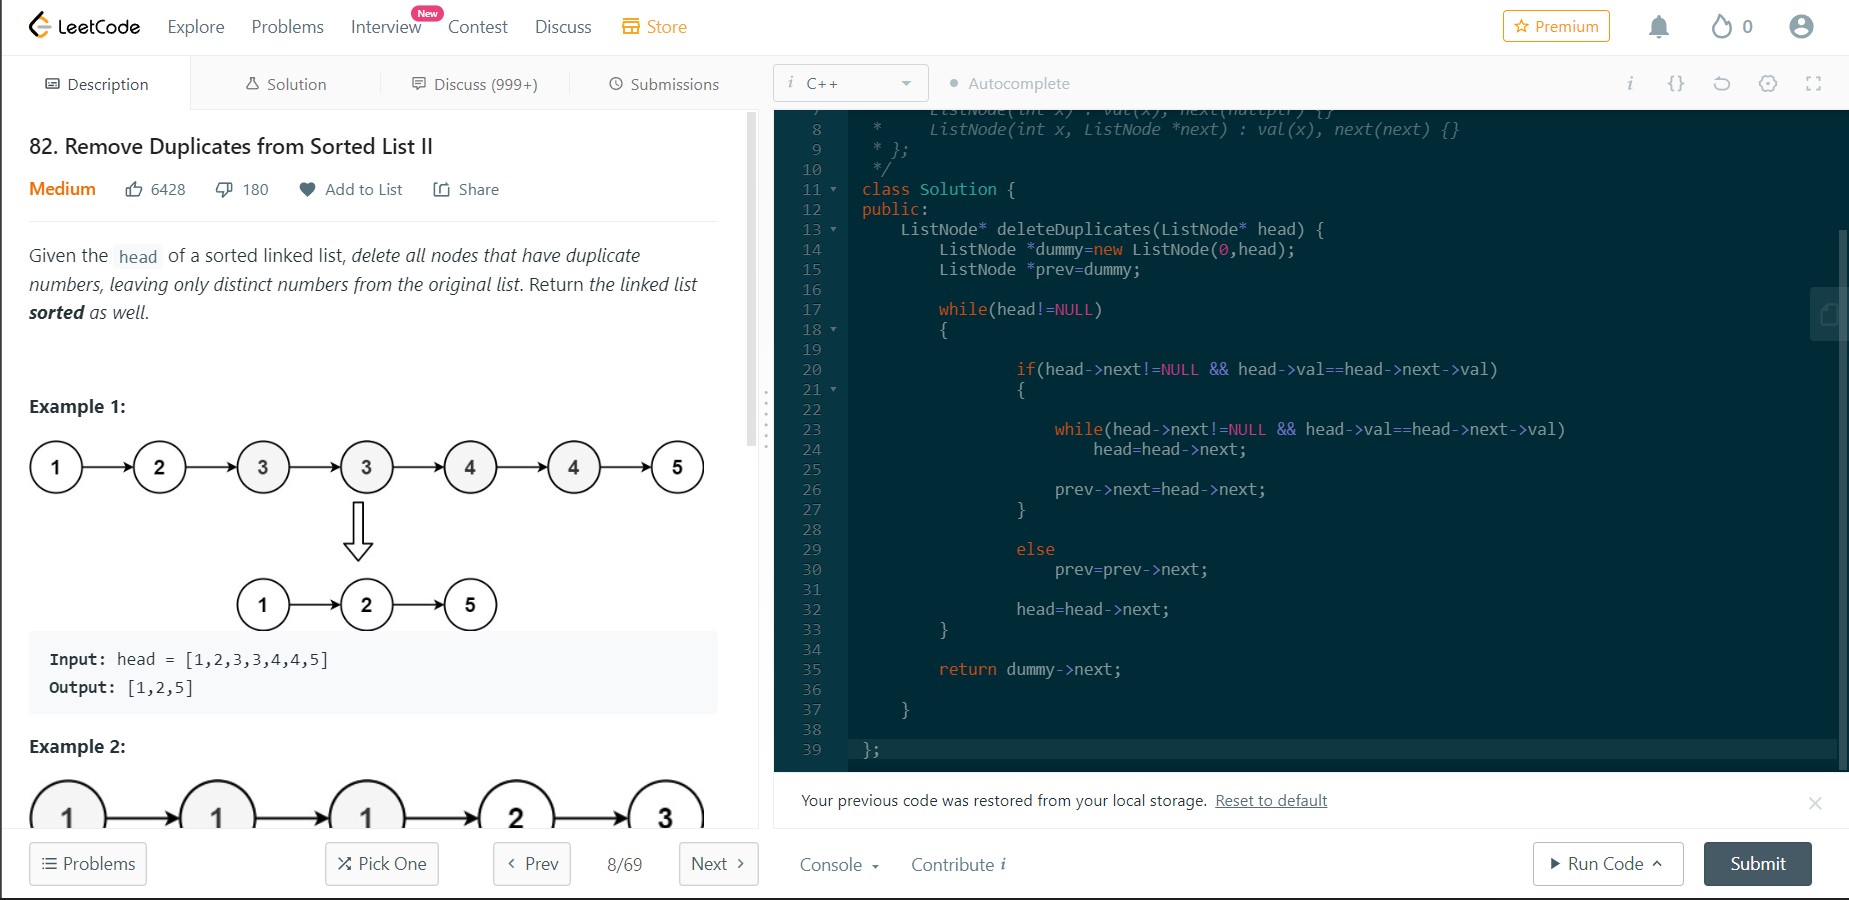 LeetCode Explore Problems Interview New Contest Discuss Store Premium 0
Description Solution Discuss (999+) Submissions i C++ Autocomplete i {}
82. Remove Duplicates from Sorted List II
Medium 6428 180 Add to List Share
Given the head of a sorted linked list, delete all nodes that have duplicate
numbers, leaving only distinct numbers from the original list. Return the linked list
sorted as well.
Example 1:
1 2 3 3 4 4 5
1 2 5
Input: head = [1,2,3,3,4,4,5]
Output: [1,2,5]
Example 2:
1 1 1 2 3
Problems Pick One Prev 8/69 Next
7 * ListNode(int x) : val(x), next(nullptr) {}
8 * ListNode(int x, ListNode *next) : val(x), next(next) {}
9 * };
10 */
11 class Solution {
12 public:
13 ListNode* deleteDuplicates(ListNode* head) {
14 ListNode *dummy=new ListNode(0,head);
15 ListNode *prev=dummy;
16
17 while(head!=NULL)
18 {
19
20 if(head->next!=NULL && head->val==head->next->val)
21 {
22
23 while(head->next!=NULL && head->val==head->next->val)
24 head=head->next;
25
26 prev->next=head->next;
27 }
28
29 else
30 prev=prev->next;
31
32 head=head->next;
33 }
34
35 return dummy->next;
36
37 }
38
39 };
Your previous code was restored from your local storage. Reset to default
Console Contribute i Run Code Submit